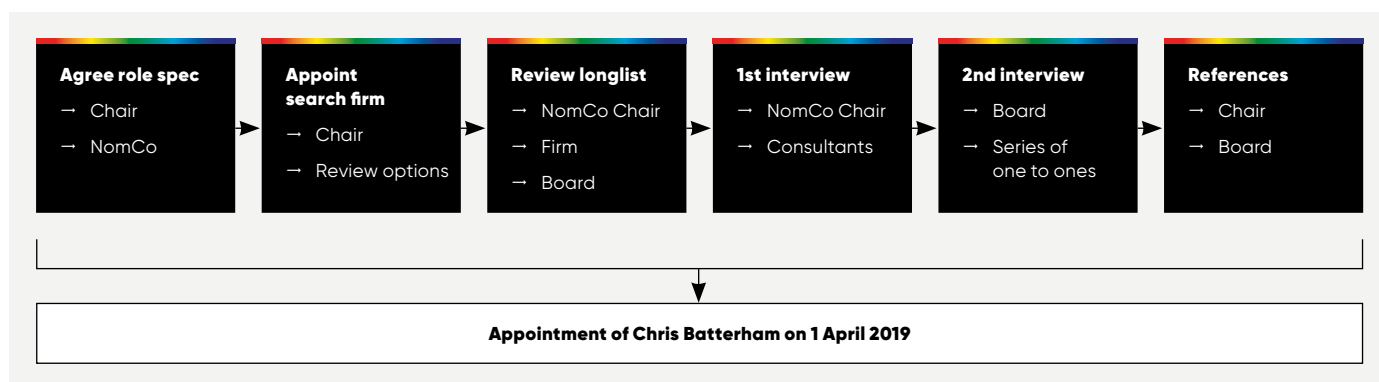 Agree role spec
→ Chair
→ NomCo
Appoint
search firm
→ Chair
→ Review options
Review longlist
→ NomCo Chair
→ Firm
→ Board
1st interview
→ NomCo Chair
→ Consultants
2nd interview
→ Board
→ Series of
one to ones
References
→ Chair
→ Board
Appointment of Chris Batterham on 1 April 2019